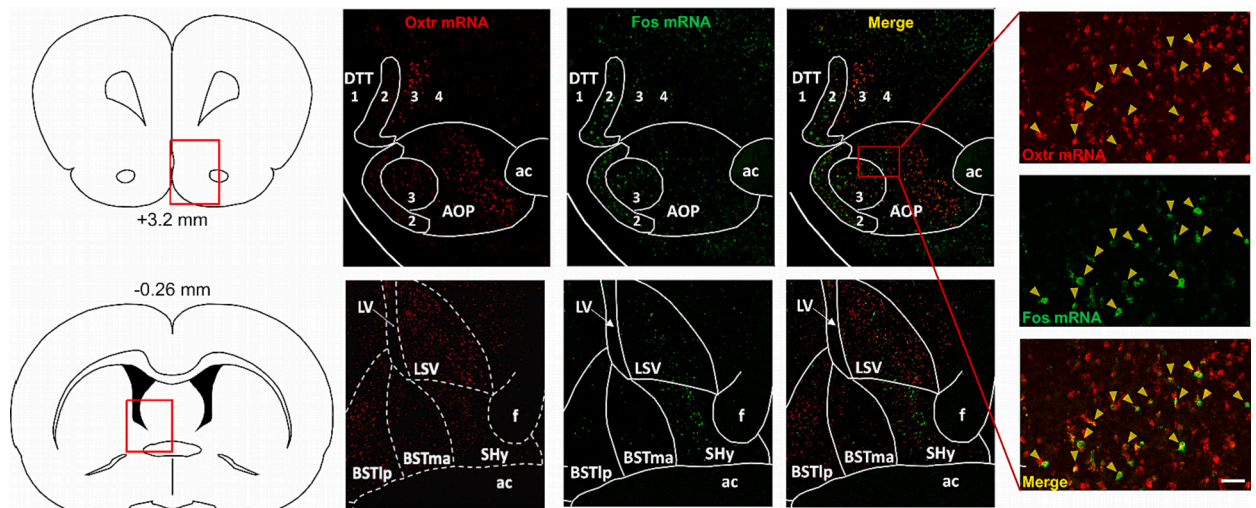 +3.2 mm
-0.26 mm
Oxtr mRNA
DTT
1 2 3 4
ac
3
2
AOP
Fos mRNA
DTT
1 2 3 4
ac
3
2
AOP
Merge
DTT
1 2 3 4
ac
3
2
AOP
LV
LSV
f
BSTma
SHy
BSTlp
ac
LV
LSV
f
BSTma
SHy
BSTlp
ac
LV
LSV
f
BSTma
SHy
BSTlp
ac
Oxtr mRNA
Fos mRNA
Merge